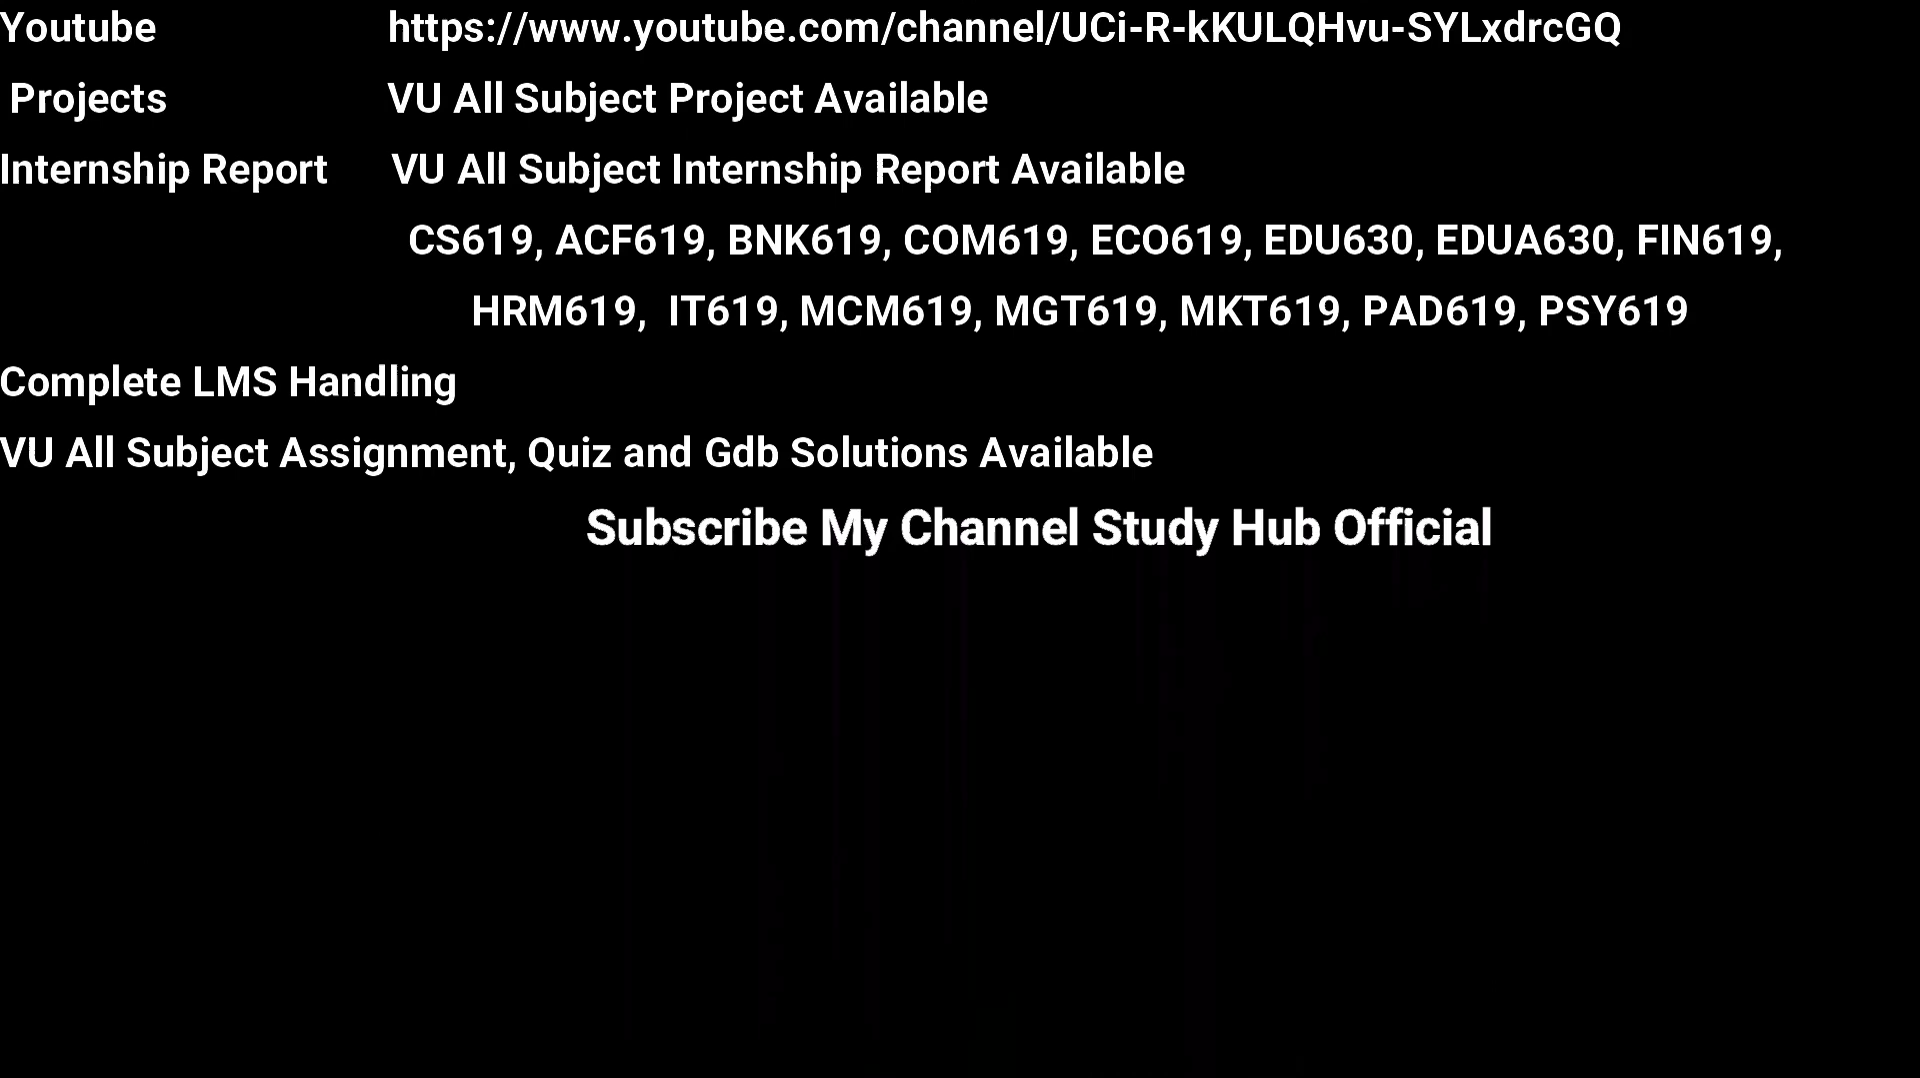 Youtube https://www.youtube.com/channel/UCi-R-kKULQHvu-SYLxdrcGQ
Projects VU All Subject Project Available
Internship Report VU All Subject Internship Report Available
CS619, ACF619, BNK619, COM619, ECO619, EDU630, EDUA630, FIN619,
HRM619, IT619, MCM619, MGT619, MKT619, PAD619, PSY619
Complete LMS Handling
VU All Subject Assignment, Quiz and Gdb Solutions Available
Subscribe My Channel Study Hub Official